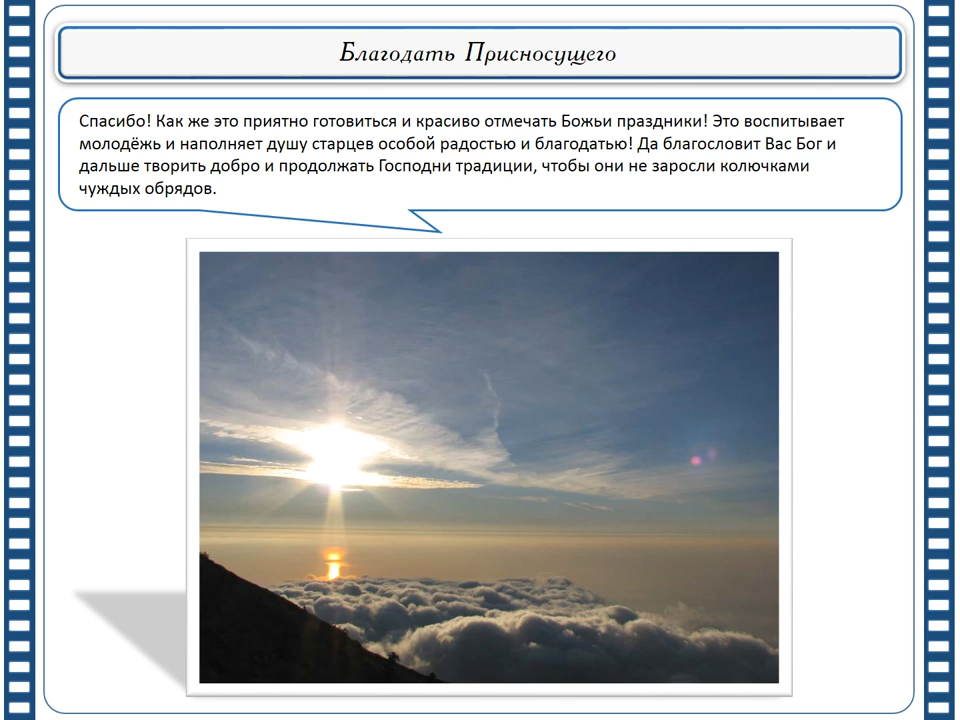 Благодать Присносущего
Спасибо! Как же это приятно готовиться и красиво отмечать Божьи праздники! Это воспитывает
молодёжь и наполняет душу старцев особой радостью и благодатью! Да благословит Вас Бог и
дальше творить добро и продолжать Господни традиции, чтобы они не заросли колючками
чуждых обрядов.